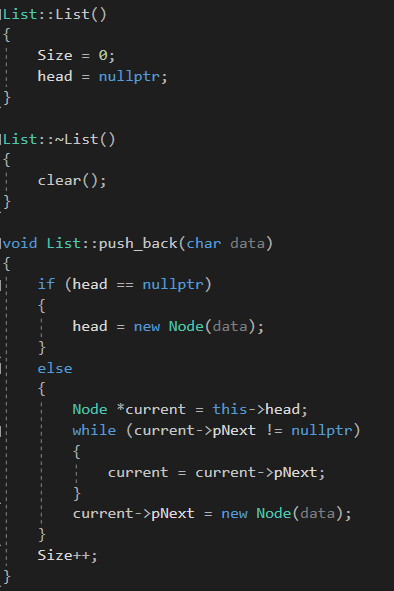 List::List()
{
    Size = 0;
    head = nullptr;
}

List::~List()
{
    clear();
}

void List::push_back(char data)
{
    if (head == nullptr)
    {
        head = new Node(data);
    }
    else
    {
        Node *current = this->head;
        while (current->pNext != nullptr)
        {
            current = current->pNext;
        }
        current->pNext = new Node(data);
    }
    Size++;
}